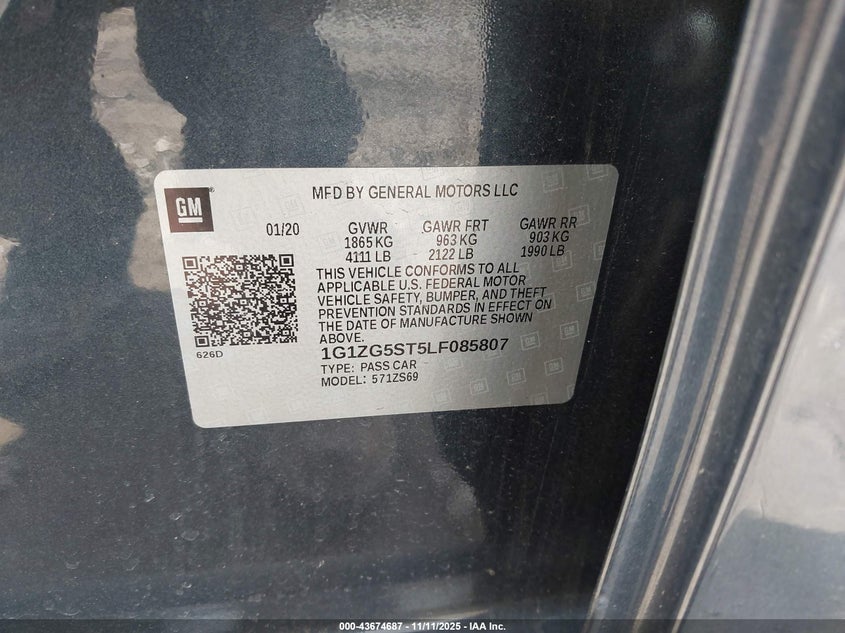 GM
MFD BY GENERAL MOTORS LLC
01/20 GVWR GAWR FRT GAWR RR
1865 KG 963 KG 903 KG
4111 LB 2122 LB 1990 LB
THIS VEHICLE CONFORMS TO ALL
APPLICABLE U.S. FEDERAL MOTOR
VEHICLE SAFETY, BUMPER, AND THEFT
PREVENTION STANDARDS IN EFFECT ON
THE DATE OF MANUFACTURE SHOWN
ABOVE.
626D
1G1ZG5ST5LF085807
TYPE: PASS CAR
MODEL: 571ZS69
000-43674687 - 11/11/2025 - IAA Inc.